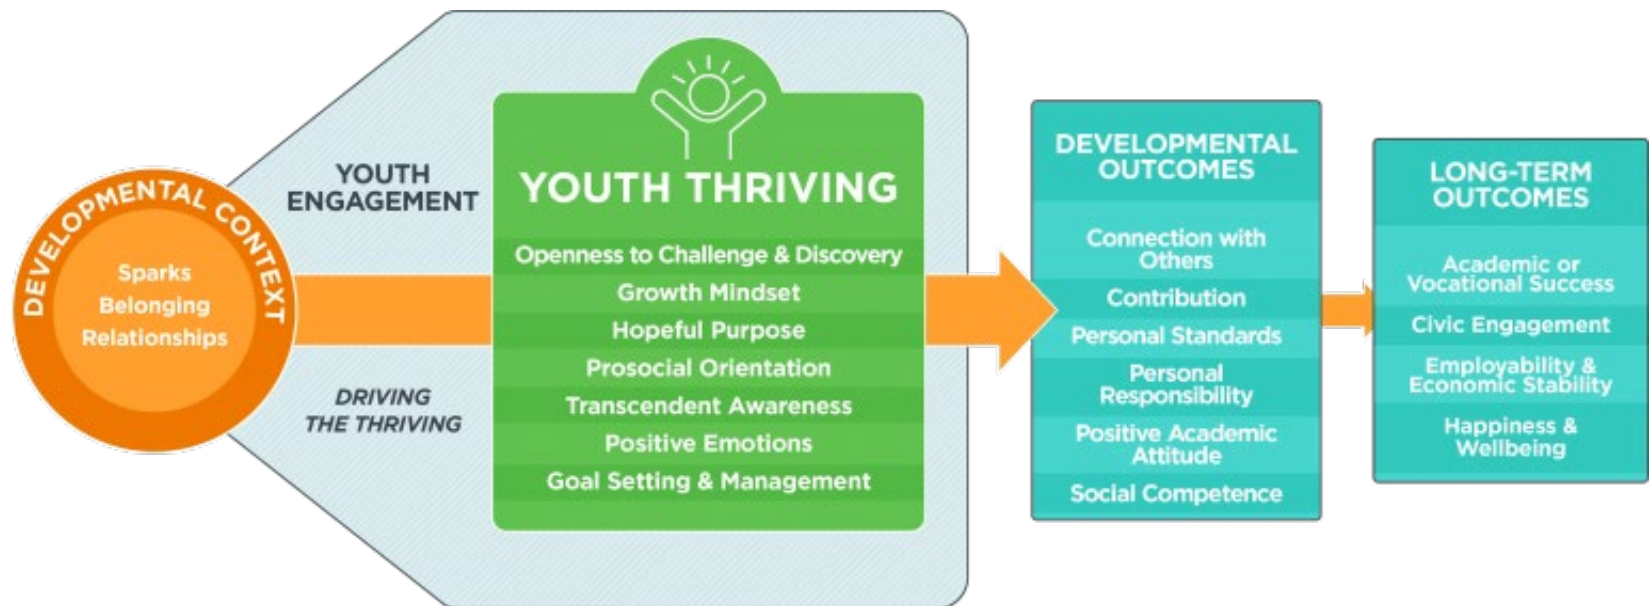 DEVELOPMENTAL CONTEXT
Sparks
Belonging
Relationships
YOUTH
ENGAGEMENT
DRIVING
THE THRIVING
YOUTH THRIVING
Openness to Challenge & Discovery
Growth Mindset
Hopeful Purpose
Prosocial Orientation
Transcendent Awareness
Positive Emotions
Goal Setting & Management
DEVELOPMENTAL
OUTCOMES
Connection with
Others
Contribution
Personal Standards
Personal
Responsibility
Positive Academic
Attitude
Social Competence
LONG-TERM
OUTCOMES
Academic or
Vocational Success
Civic Engagement
Employability &
Economic Stability
Happiness &
Wellbeing